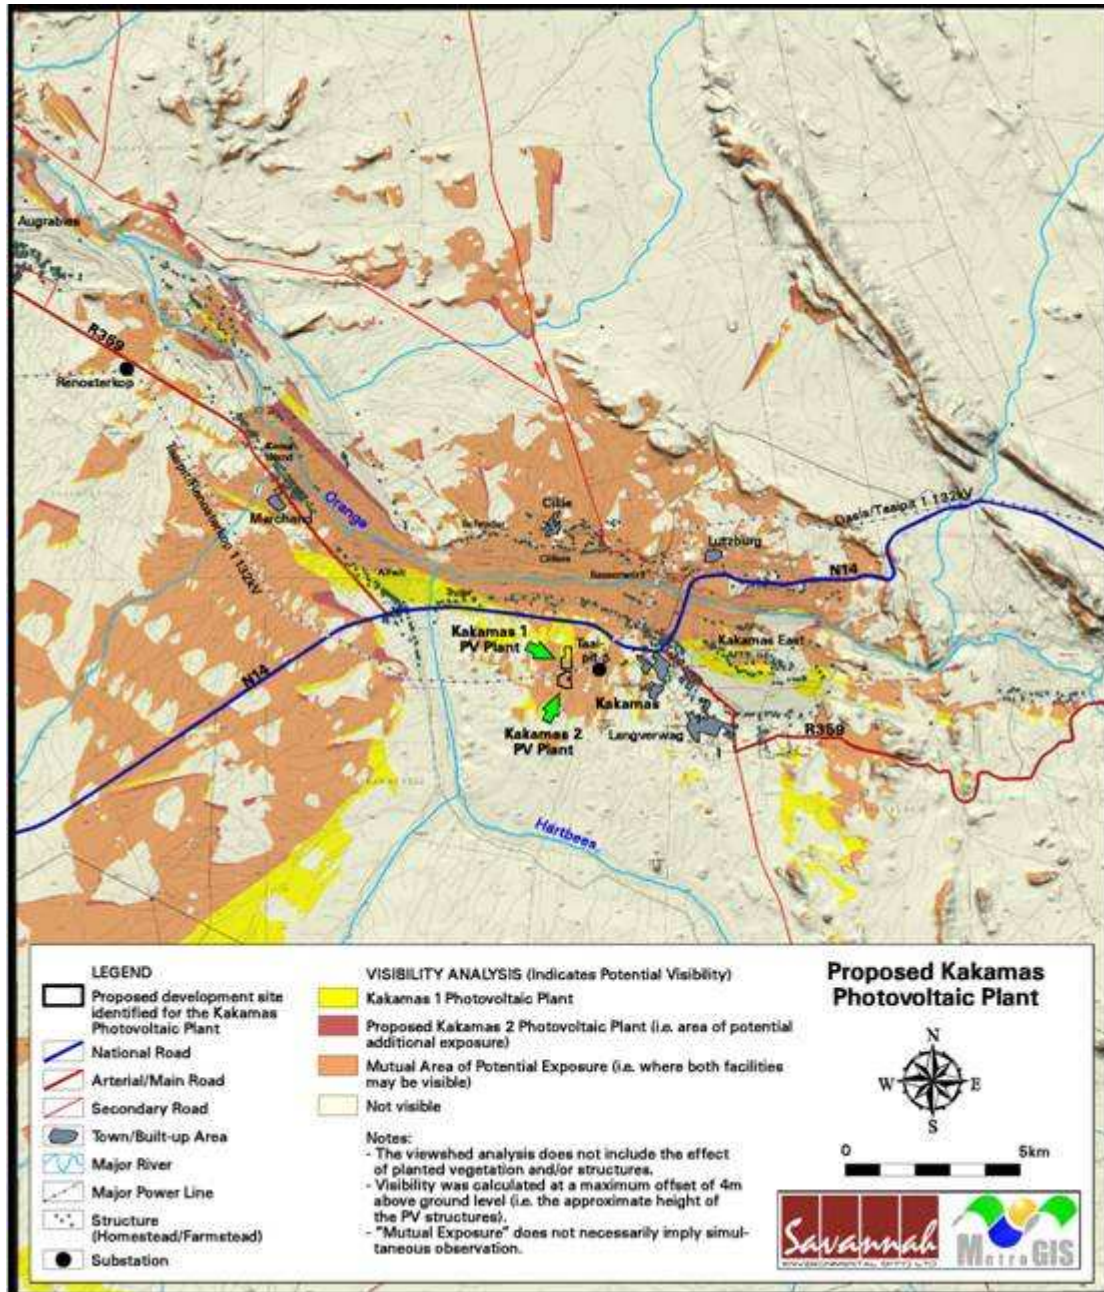 Augrabies
R359
Renosterkop
Marchand
Orange
Cillie
Lutzburg
N14
Alheit
Kakamas 1
PV Plant
Kakamas East
Kakamas
Kakamas 2
PV Plant
Langverwag
R359
N14
Hartbees
LEGEND
Proposed development site
identified for the Kakamas
Photovoltaic Plant
National Road
Arterial/Main Road
Secondary Road
Town/Built-up Area
Major River
Major Power Line
Structure
(Homestead/Farmstead)
Substation
VISIBILITY ANALYSIS (Indicates Potential Visibility)
Kakamas 1 Photovoltaic Plant
Proposed Kakamas 2 Photovoltaic Plant (i.e. area of potential
additional exposure)
Mutual Area of Potential Exposure (i.e. where both facilities
may be visible)
Not visible
Notes:
- The viewshed analysis does not include the effect
of planted vegetation and/or structures.
- Visibility was calculated at a maximum offset of 4m
above ground level (i.e. the approximate height of
the PV structures).
- "Mutual Exposure" does not necessarily imply simul-
taneous observation.
Proposed Kakamas
Photovoltaic Plant
N
W
E
S
0
5km
Savannah
MetroGIS